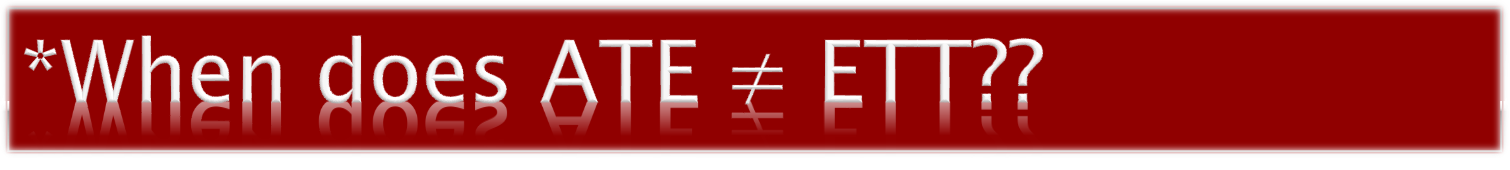 *When does ATE ≠ ETT??